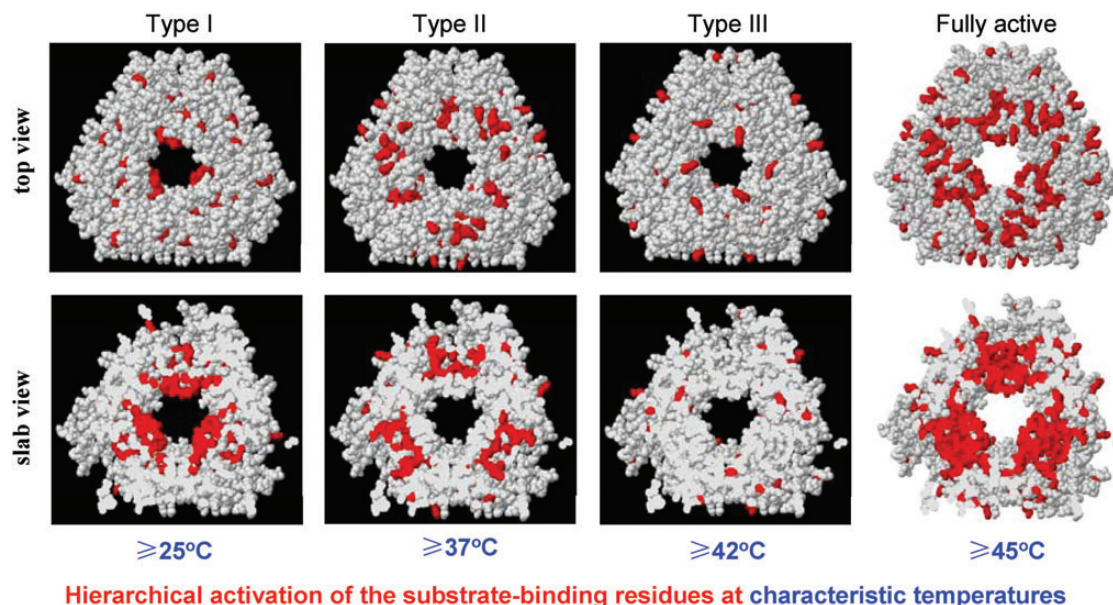 Type I Type II Type III Fully active
top view
slab view
≥25°C ≥37°C ≥42°C ≥45°C
Hierarchical activation of the substrate-binding residues at characteristic temperatures